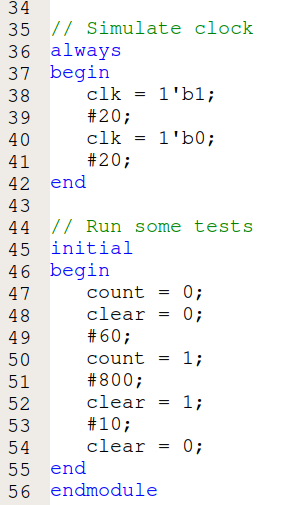 34
35 // Simulate clock
36 always
37 begin
38    clk = 1'b1;
39    #20;
40    clk = 1'b0;
41    #20;
42 end
43
44 // Run some tests
45 initial
46 begin
47    count = 0;
48    clear = 0;
49    #60;
50    count = 1;
51    #800;
52    clear = 1;
53    #10;
54    clear = 0;
55 end
56 endmodule